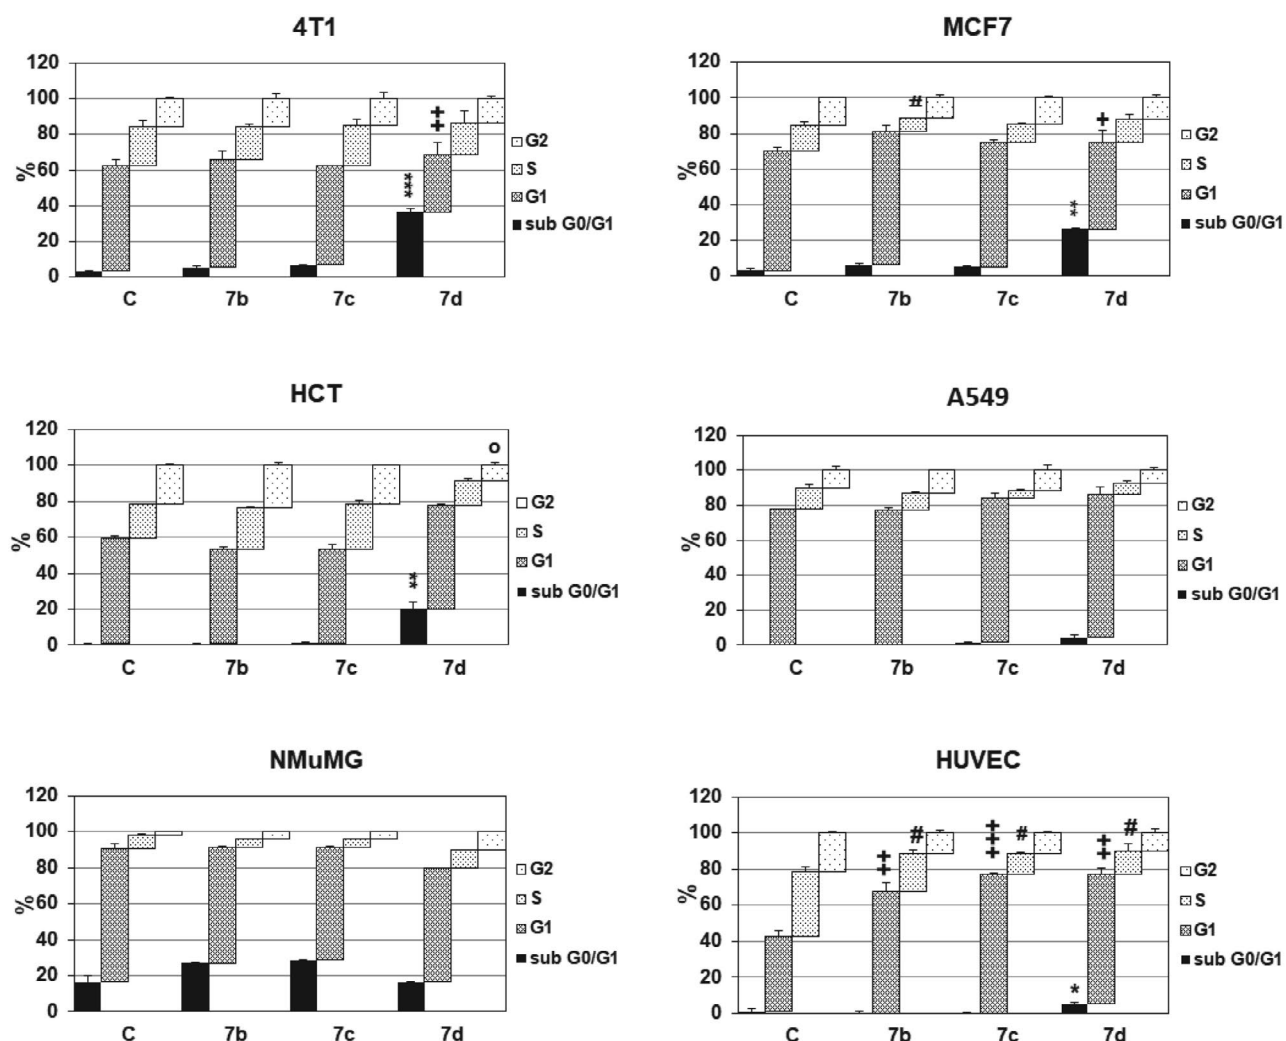 4T1
120
100
80
60
40
20
0
%
***
++
C 7b 7c 7d
G2
S
G1
sub G0/G1
MCF7
120
100
80
60
40
20
0
%
#
**
+
C 7b 7c 7d
G2
S
G1
sub G0/G1
HCT
120
100
80
60
40
20
0
%
**
o
C 7b 7c 7d
G2
S
G1
sub G0/G1
A549
120
100
80
60
40
20
0
%
C 7b 7c 7d
G2
S
G1
sub G0/G1
NMuMG
120
100
80
60
40
20
0
%
C 7b 7c 7d
G2
S
G1
sub G0/G1
HUVEC
120
100
80
60
40
20
0
%
++
##
+++
#
*
++
#
C 7b 7c 7d
G2
S
G1
sub G0/G1